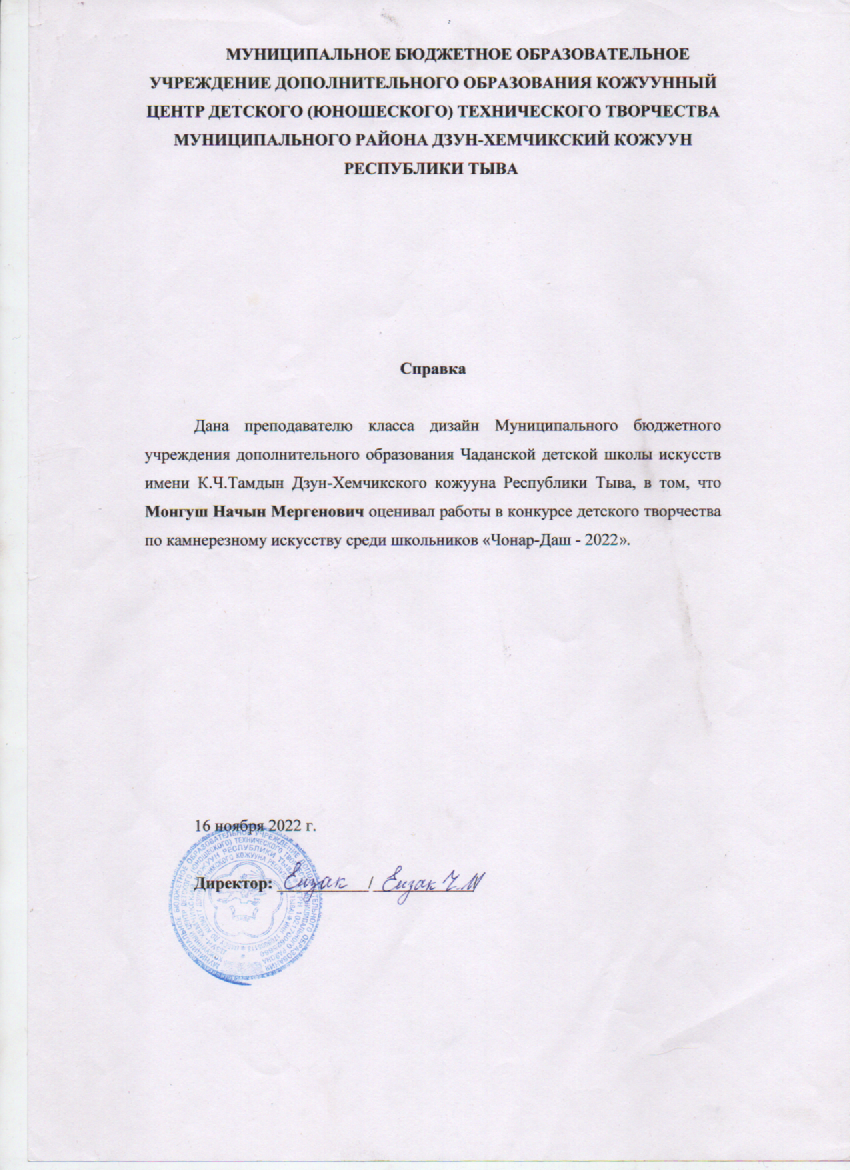 МУНИЦИПАЛЬНОЕ БЮДЖЕТНОЕ ОБРАЗОВАТЕЛЬНОЕ
УЧРЕЖДЕНИЕ ДОПОЛНИТЕЛЬНОГО ОБРАЗОВАНИЯ КОЖУУННЫЙ
ЦЕНТР ДЕТСКОГО (ЮНОШЕСКОГО) ТЕХНИЧЕСКОГО ТВОРЧЕСТВА
МУНИЦИПАЛЬНОГО РАЙОНА ДЗУН-ХЕМЧИКСКИЙ КОЖУУН
РЕСПУБЛИКИ ТЫВА
Справка
Дана преподавателю класса дизайн Муниципального бюджетного
учреждения дополнительного образования Чаданской детской школы искусств
имени К.Ч.Тамдын Дзун-Хемчикского кожууна Республики Тыва, в том, что
Монгуш Начын Мергенович оценивал работы в конкурсе детского творчества
по камнерезному искусству среди школьников «Чонар-Даш - 2022».
16 ноября 2022 г.
Директор: /